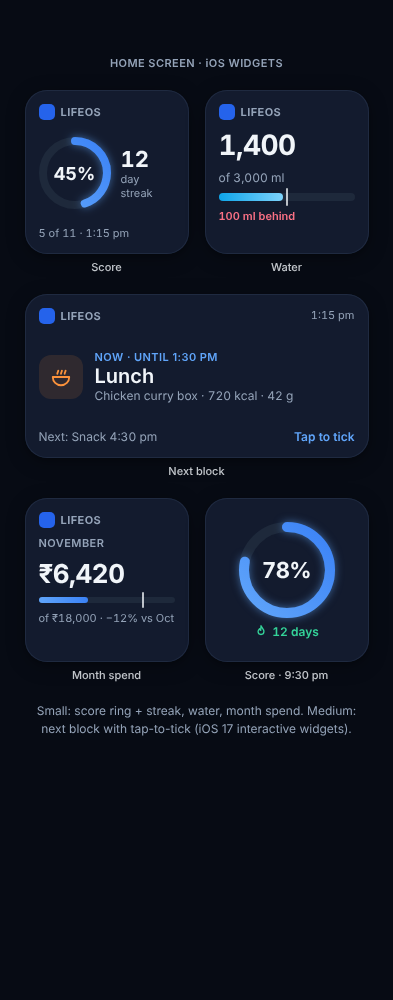 HOME SCREEN · iOS WIDGETS
LIFEOS
45%
12
day
streak
5 of 11 · 1:15 pm
Score
LIFEOS
1,400
of 3,000 ml
100 ml behind
Water
LIFEOS
1:15 pm
NOW · UNTIL 1:30 PM
Lunch
Chicken curry box · 720 kcal · 42 g
Next: Snack 4:30 pm
Tap to tick
Next block
LIFEOS
NOVEMBER
₹6,420
of ₹18,000 · −12% vs Oct
Month spend
78%
12 days
Score · 9:30 pm
Small: score ring + streak, water, month spend. Medium:
next block with tap-to-tick (iOS 17 interactive widgets).